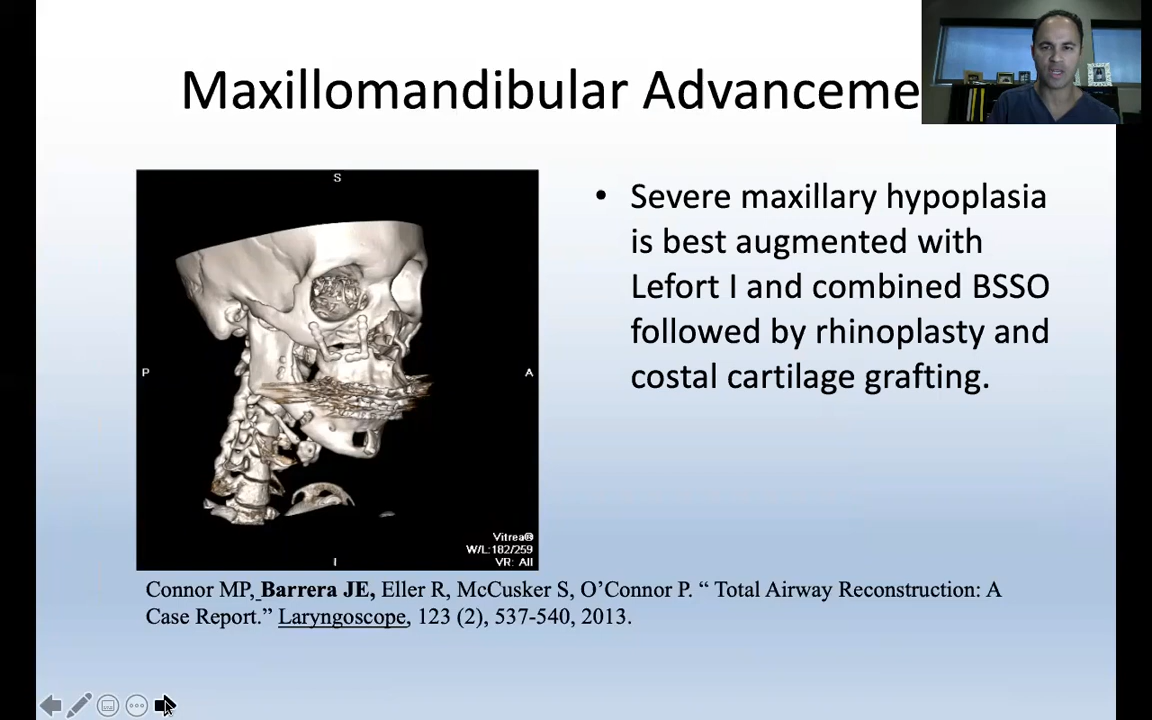 Maxillomandibular Advanceme
S
• Severe maxillary hypoplasia
is best augmented with
Lefort I and combined BSSO
followed by rhinoplasty and
costal cartilage grafting.
P
A
Vitrea®
W/L:182/259
VR: All
I
Connor MP, Barrera JE, Eller R, McCusker S, O’Connor P. “ Total Airway Reconstruction: A
Case Report.” Laryngoscope, 123 (2), 537-540, 2013.